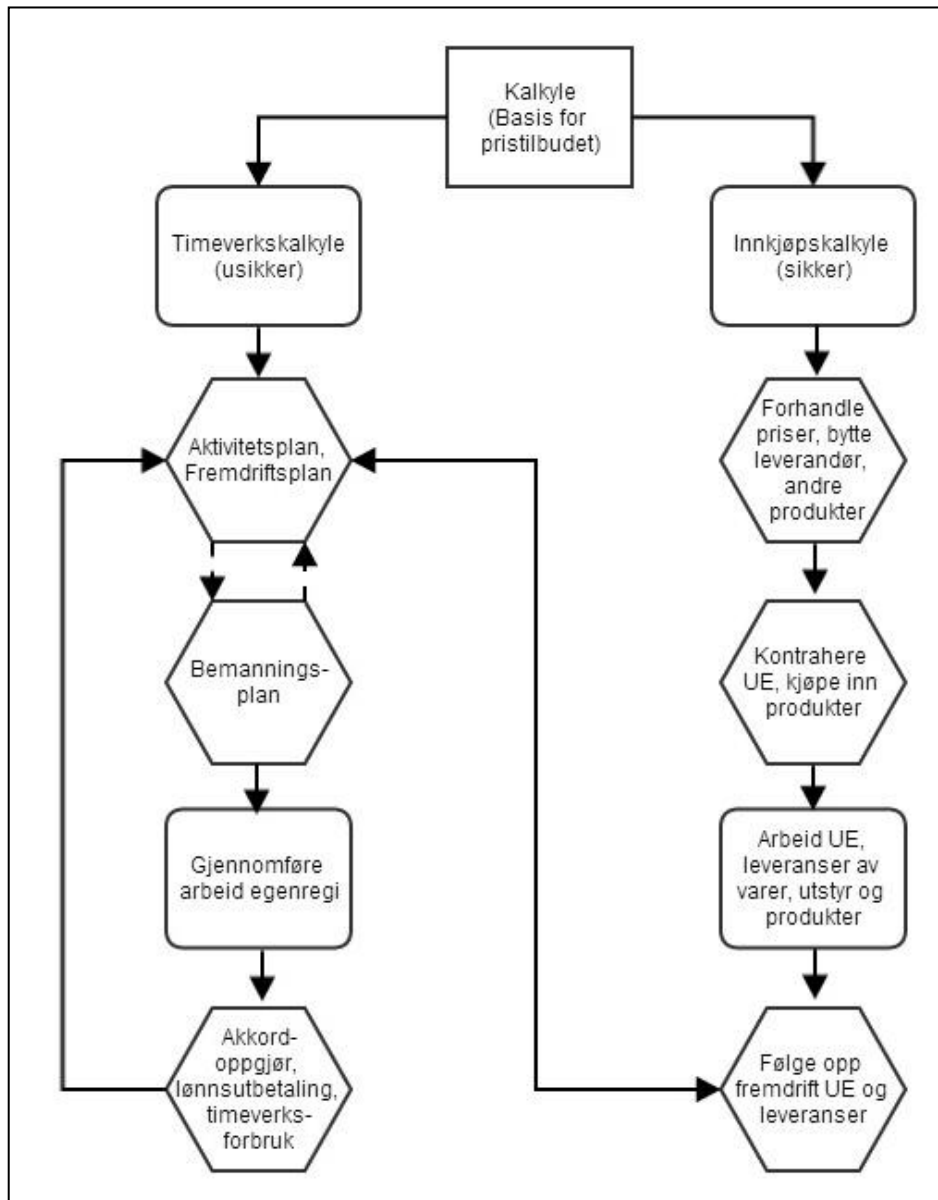 Kalkyle
(Basis for
pristilbudet)
Timeverkskalkyle
(usikker)
Innkjøpskalkyle
(sikker)
Aktivitetsplan,
Fremdriftsplan
Forhandle
priser, bytte
leverandør,
andre
produkter
Bemannings-
plan
Kontrahere
UE, kjøpe inn
produkter
Gjennomføre
arbeid egenregi
Arbeid UE,
leveranser av
varer, utstyr og
produkter
Akkord-
oppgjør,
lønnsutbetaling,
timeverks-
forbruk
Følge opp
fremdrift UE og
leveranser